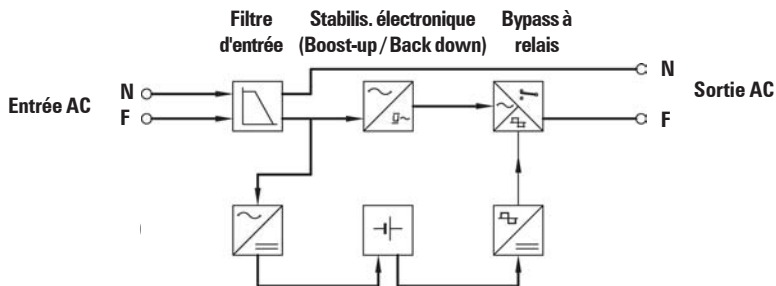 Filtre
d'entrée
Stabilis. électronique
(Boost-up / Back down)
Bypass à
relais
Entrée AC
N
F
N
F
Sortie AC